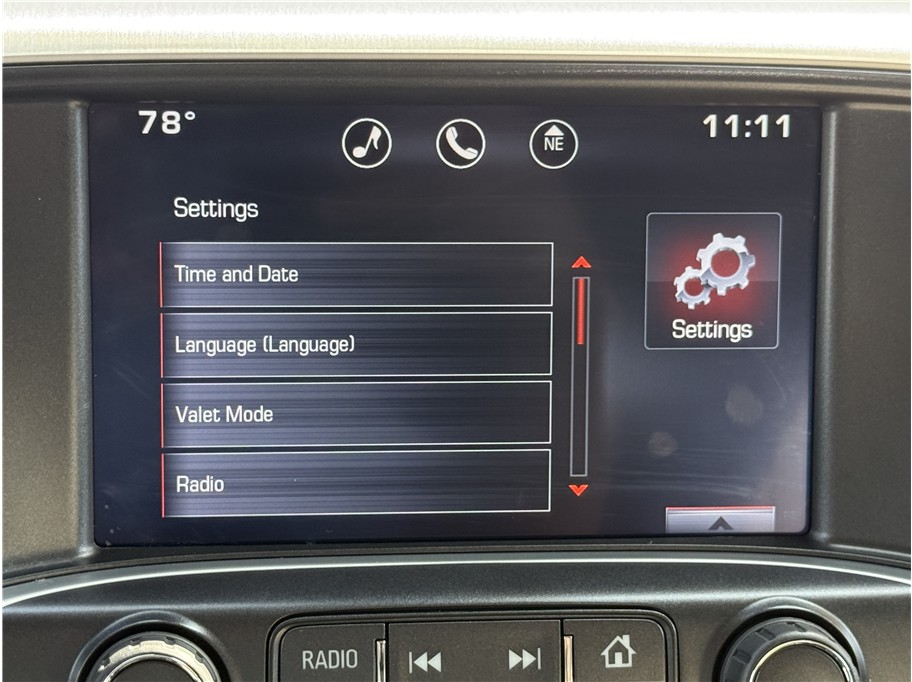 78° 11:11
NE
Settings
Time and Date
Language (Language)
Valet Mode
Radio
Settings
RADIO